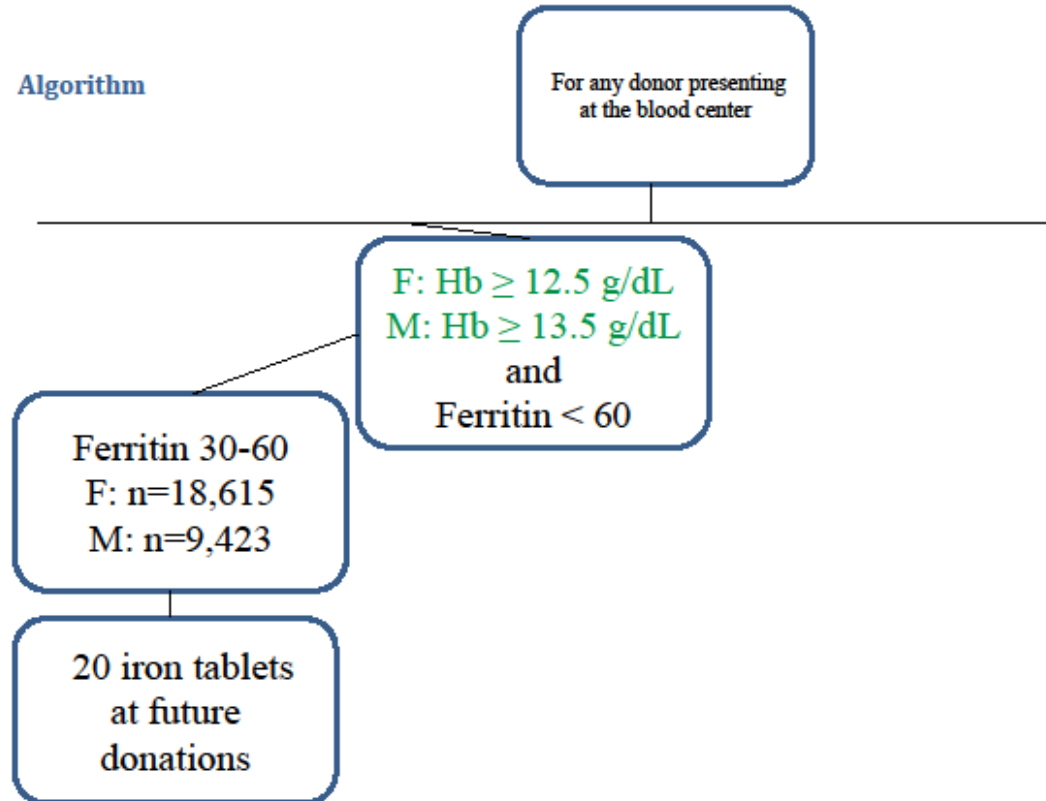 Algorithm
For any donor presenting
at the blood center
F: Hb ≥ 12.5 g/dL
M: Hb ≥ 13.5 g/dL
and
Ferritin < 60
Ferritin 30-60
F: n=18,615
M: n=9,423
20 iron tablets
at future
donations